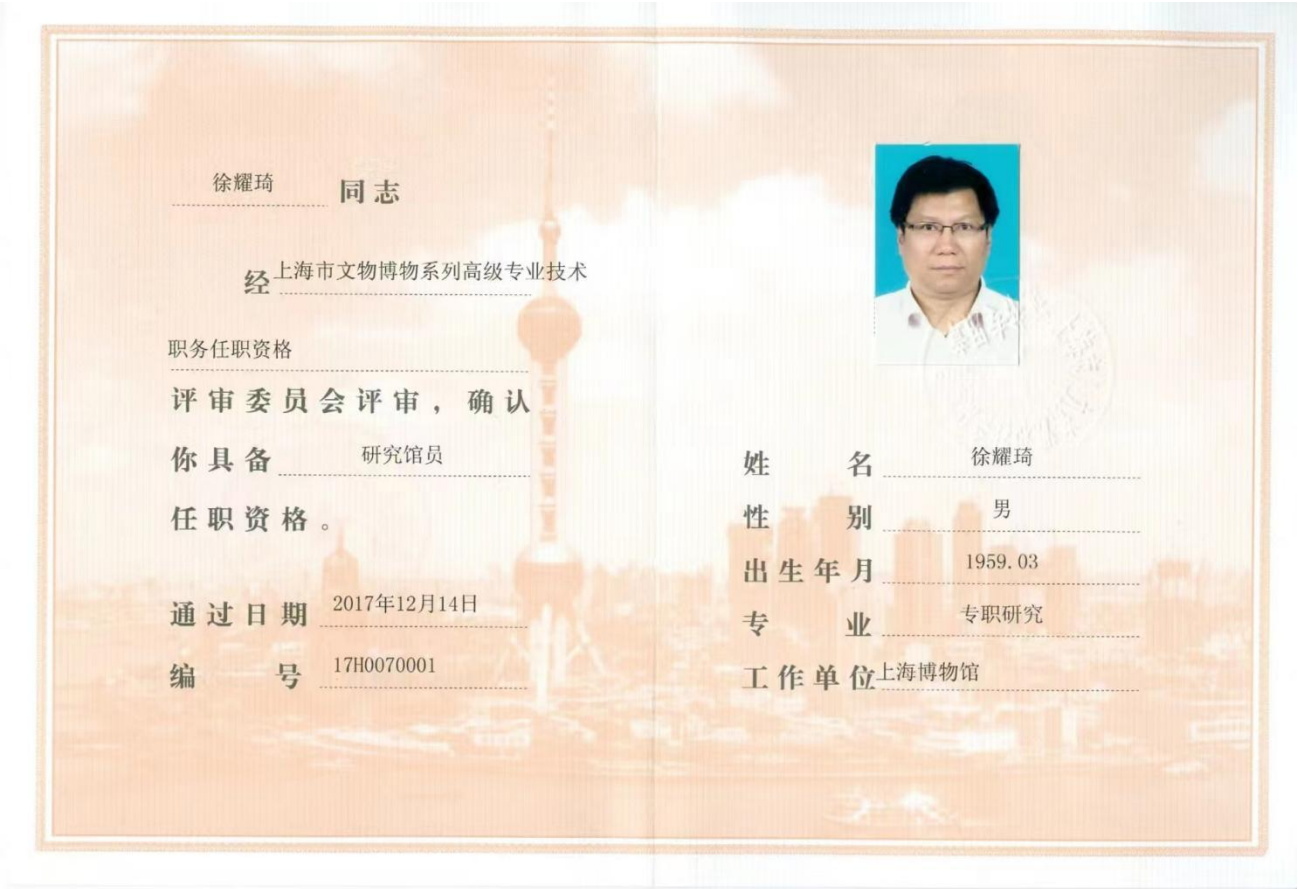 徐耀琦 同志
经 上海市文物博物系列高级专业技术
职务任职资格
评审委员会评审，确认
你具备 研究馆员
任职资格。
通过日期 2017年12月14日
编号 17H0070001
姓名 徐耀琦
性别 男
出生年月 1959.03
专业 专职研究
工作单位 上海博物馆